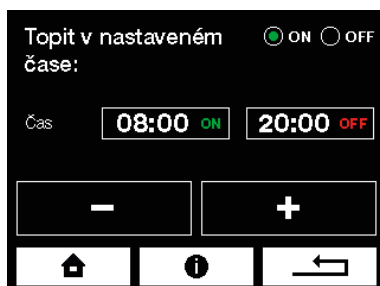 Topit v nastaveném ON OFF
čase:
Čas 08:00 ON 20:00 OFF
− +